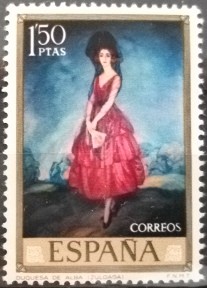 1'50
PTAS
CORREOS
ESPAÑA
DUQUESA DE ALBA (ZULOAGA) F.N.M.T.